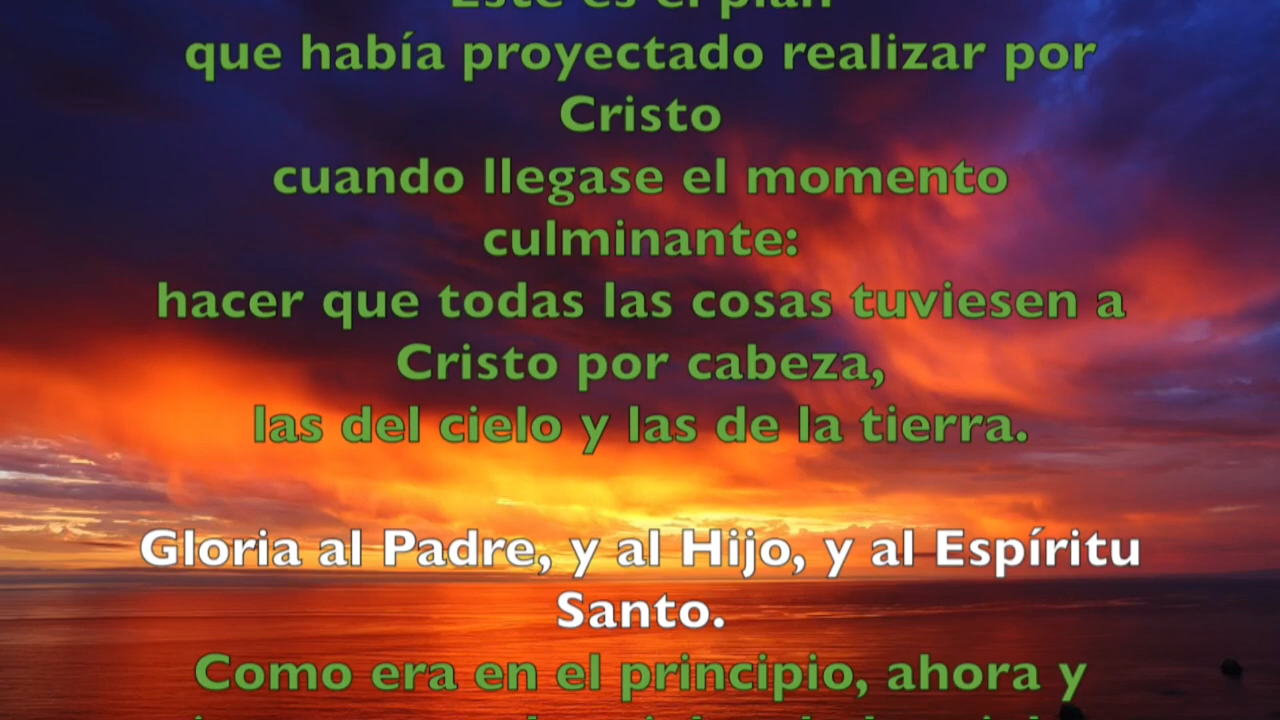 Este es el plan
que había proyectado realizar por
Cristo
cuando llegase el momento
culminante:
hacer que todas las cosas tuviesen a
Cristo por cabeza,
las del cielo y las de la tierra.
Gloria al Padre, y al Hijo, y al Espíritu
Santo.
Como era en el principio, ahora y